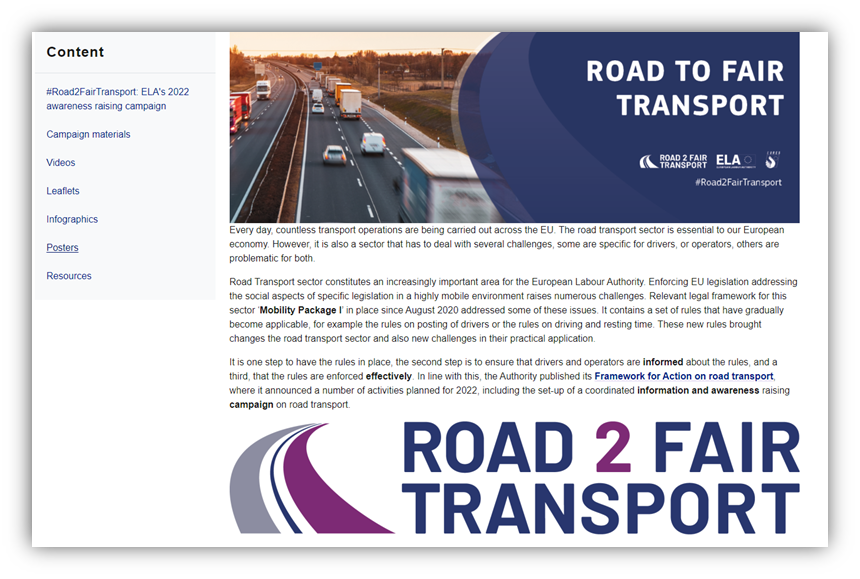 Content
#Road2FairTransport: ELA's 2022
awareness raising campaign
Campaign materials
Videos
Leaflets
Infographics
Posters
Resources
ROAD TO FAIR
TRANSPORT
ROAD 2 FAIR
TRANSPORT
ELA
#Road2FairTransport
Every day, countless transport operations are being carried out across the EU. The road transport sector is essential to our European
economy. However, it is also a sector that has to deal with several challenges, some are specific for drivers, or operators, others are
problematic for both.
Road Transport sector constitutes an increasingly important area for the European Labour Authority. Enforcing EU legislation addressing
the social aspects of specific legislation in a highly mobile environment raises numerous challenges. Relevant legal framework for this
sector 'Mobility Package I' in place since August 2020 addressed some of these issues. It contains a set of rules that have gradually
become applicable, for example the rules on posting of drivers or the rules on driving and resting time. These new rules brought
changes the road transport sector and also new challenges in their practical application.
It is one step to have the rules in place, the second step is to ensure that drivers and operators are informed about the rules, and a
third, that the rules are enforced effectively. In line with this, the Authority published its Framework for Action on road transport,
where it announced a number of activities planned for 2022, including the set-up of a coordinated information and awareness raising
campaign on road transport.
ROAD 2 FAIR
TRANSPORT